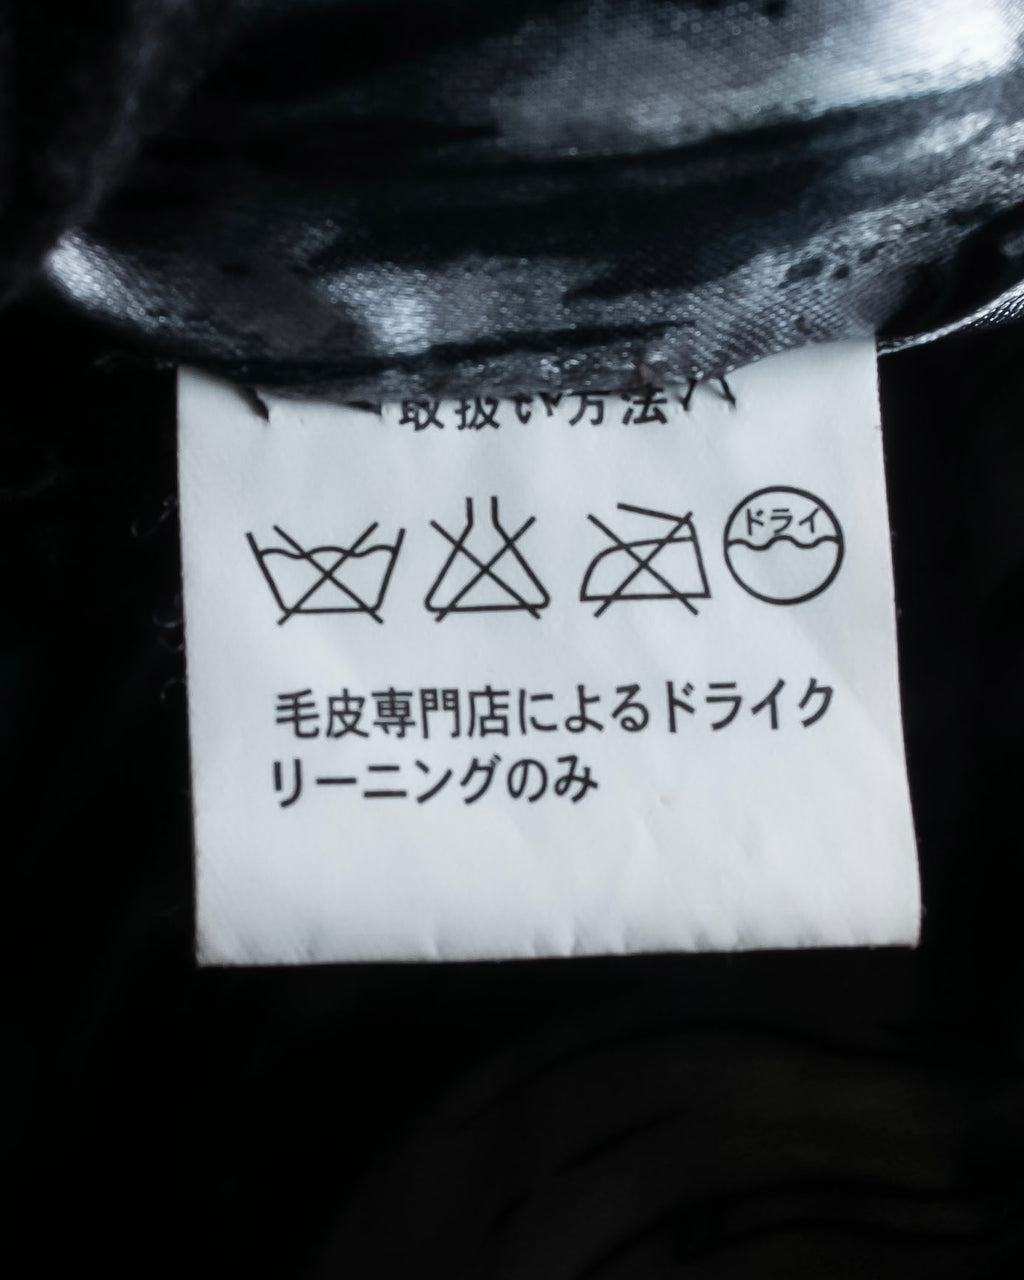 取扱い方法
ドライ
毛皮専門店によるドライク
リーニングのみ